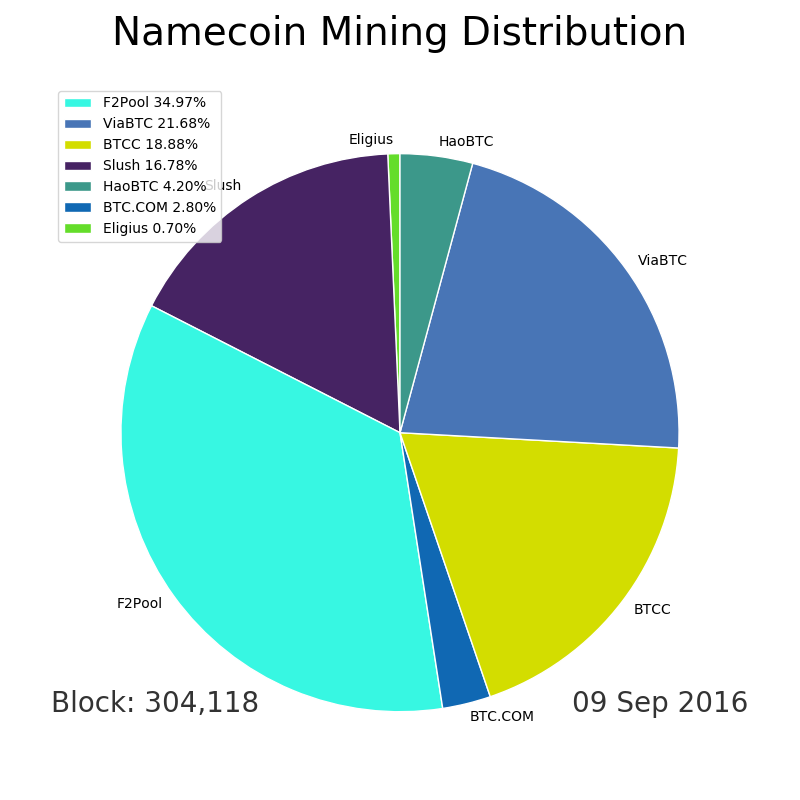 Namecoin Mining Distribution
F2Pool 34.97%
ViaBTC 21.68%
BTCC 18.88%
Slush 16.78%
HaoBTC 4.20%
BTC.COM 2.80%
Eligius 0.70%
Eligius
HaoBTC
Slush
ViaBTC
F2Pool
BTCC
BTC.COM
Block: 304,118
09 Sep 2016